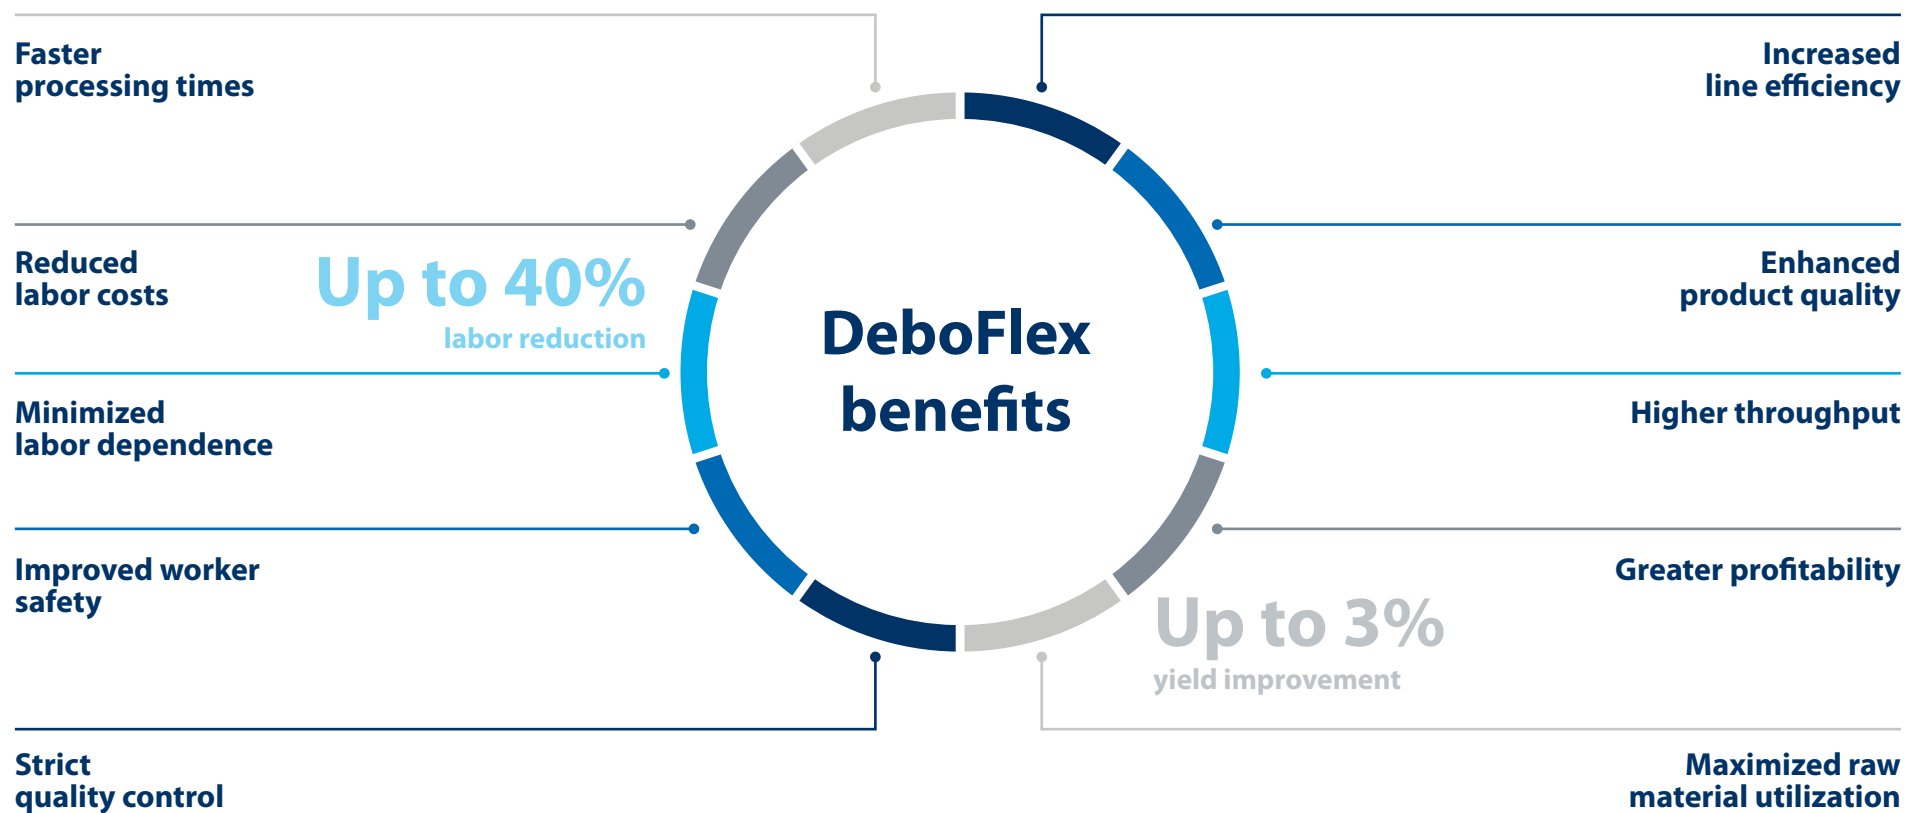 Faster
processing times
Increased
line efficiency
Reduced
labor costs
Up to 40%
labor reduction
Enhanced
product quality
DeboFlex
benefits
Minimized
labor dependence
Higher throughput
Improved worker
safety
Greater profitability
Up to 3%
yield improvement
Strict
quality control
Maximized raw
material utilization